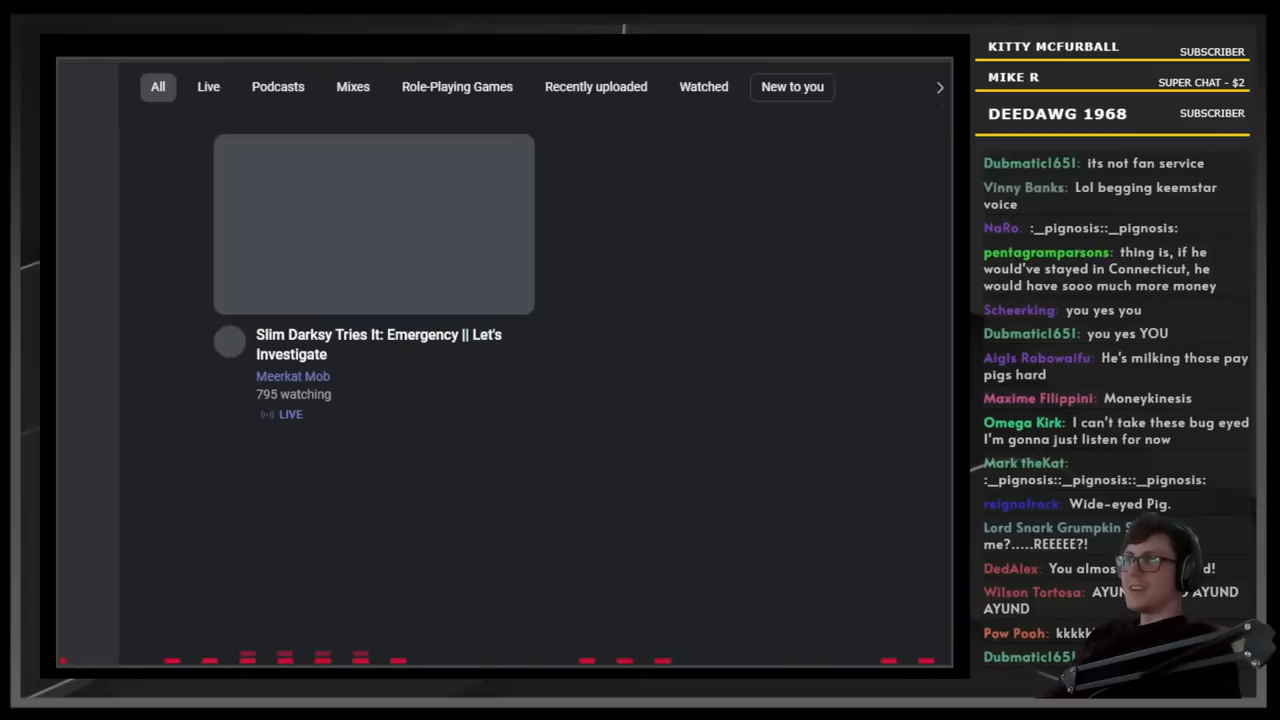 All Live Podcasts Mixes Role-Playing Games Recently uploaded Watched New to you
Slim Darksy Tries It: Emergency || Let's
Investigate
Meerkat Mob
795 watching
LIVE
KITTY MCFURBALL SUBSCRIBER
MIKE R SUPER CHAT - $2
DEEDAWG 1968 SUBSCRIBER
Dubmatic1651: its not fan service
Vinny Banks: Lol begging keemstar
voice
NaRo: :_pignosis::_pignosis:
pentagramparsons: thing is, if he
would've stayed in Connecticut, he
would have sooo much more money
Scheerking: you yes you
Dubmatic1651: you yes YOU
Aigis Robowaifu: He's milking those pay
pigs hard
Maxime Filippini: Moneykinesis
Omega Kirk: I can't take these bug eyed
I'm gonna just listen for now
Mark theKat:
:_pignosis::_pignosis::_pignosis:
reignofrock: Wide-eyed Pig.
Lord Snark Grumpkin
me?.....REEEEE?!
DedAlex: You
Wilson Tortosa: AYUND
AYUND
Pow Pooh:
Dubmatic1651